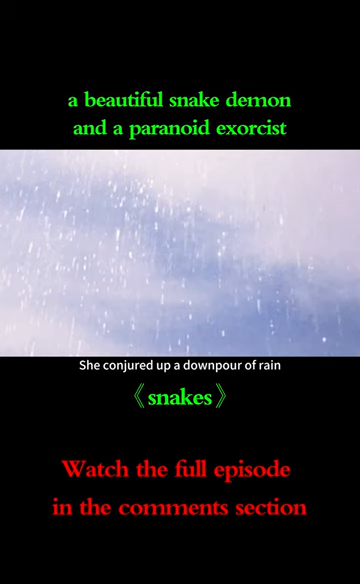 a beautiful snake demon
and a paranoid exorcist
She conjured up a downpour of rain
《snakes》
Watch the full episode
in the comments section